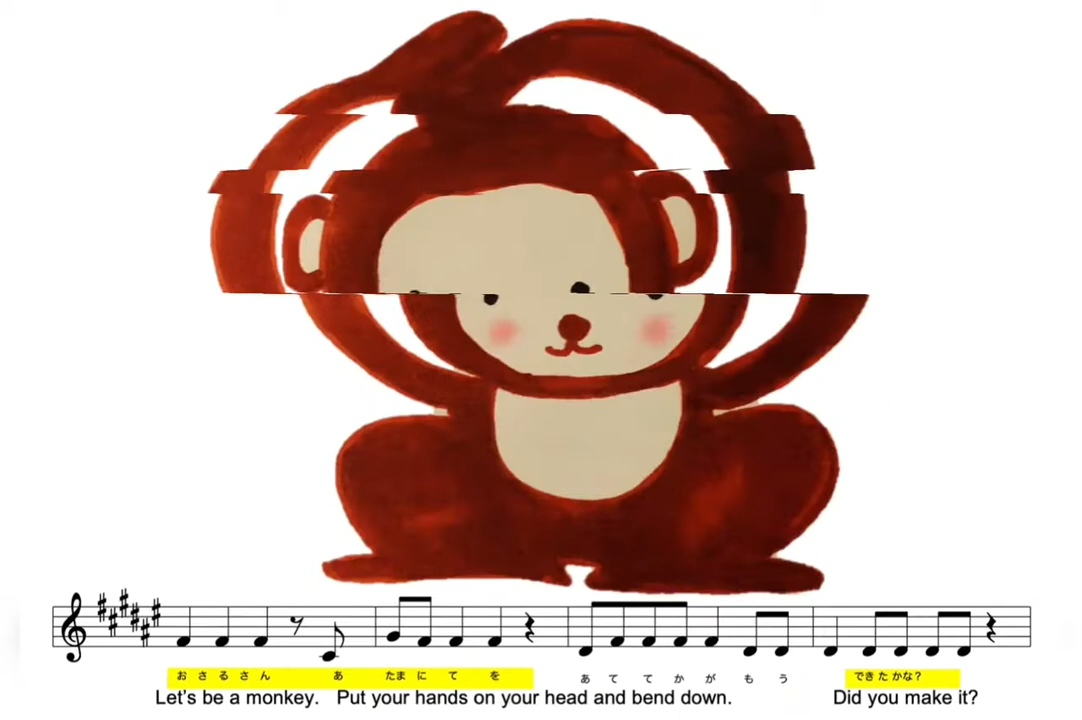 おさるさん あ たまに て を あ て て か が も う できた かな？
Let's be a monkey. Put your hands on your head and bend down. Did you make it?